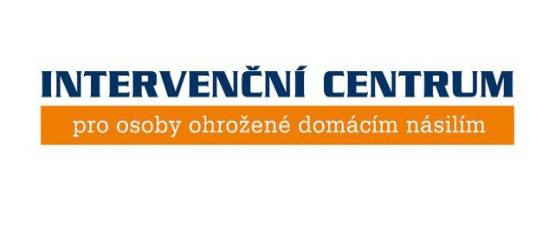 INTERVENČNÍ CENTRUM
pro osoby ohrožené domácím násilím